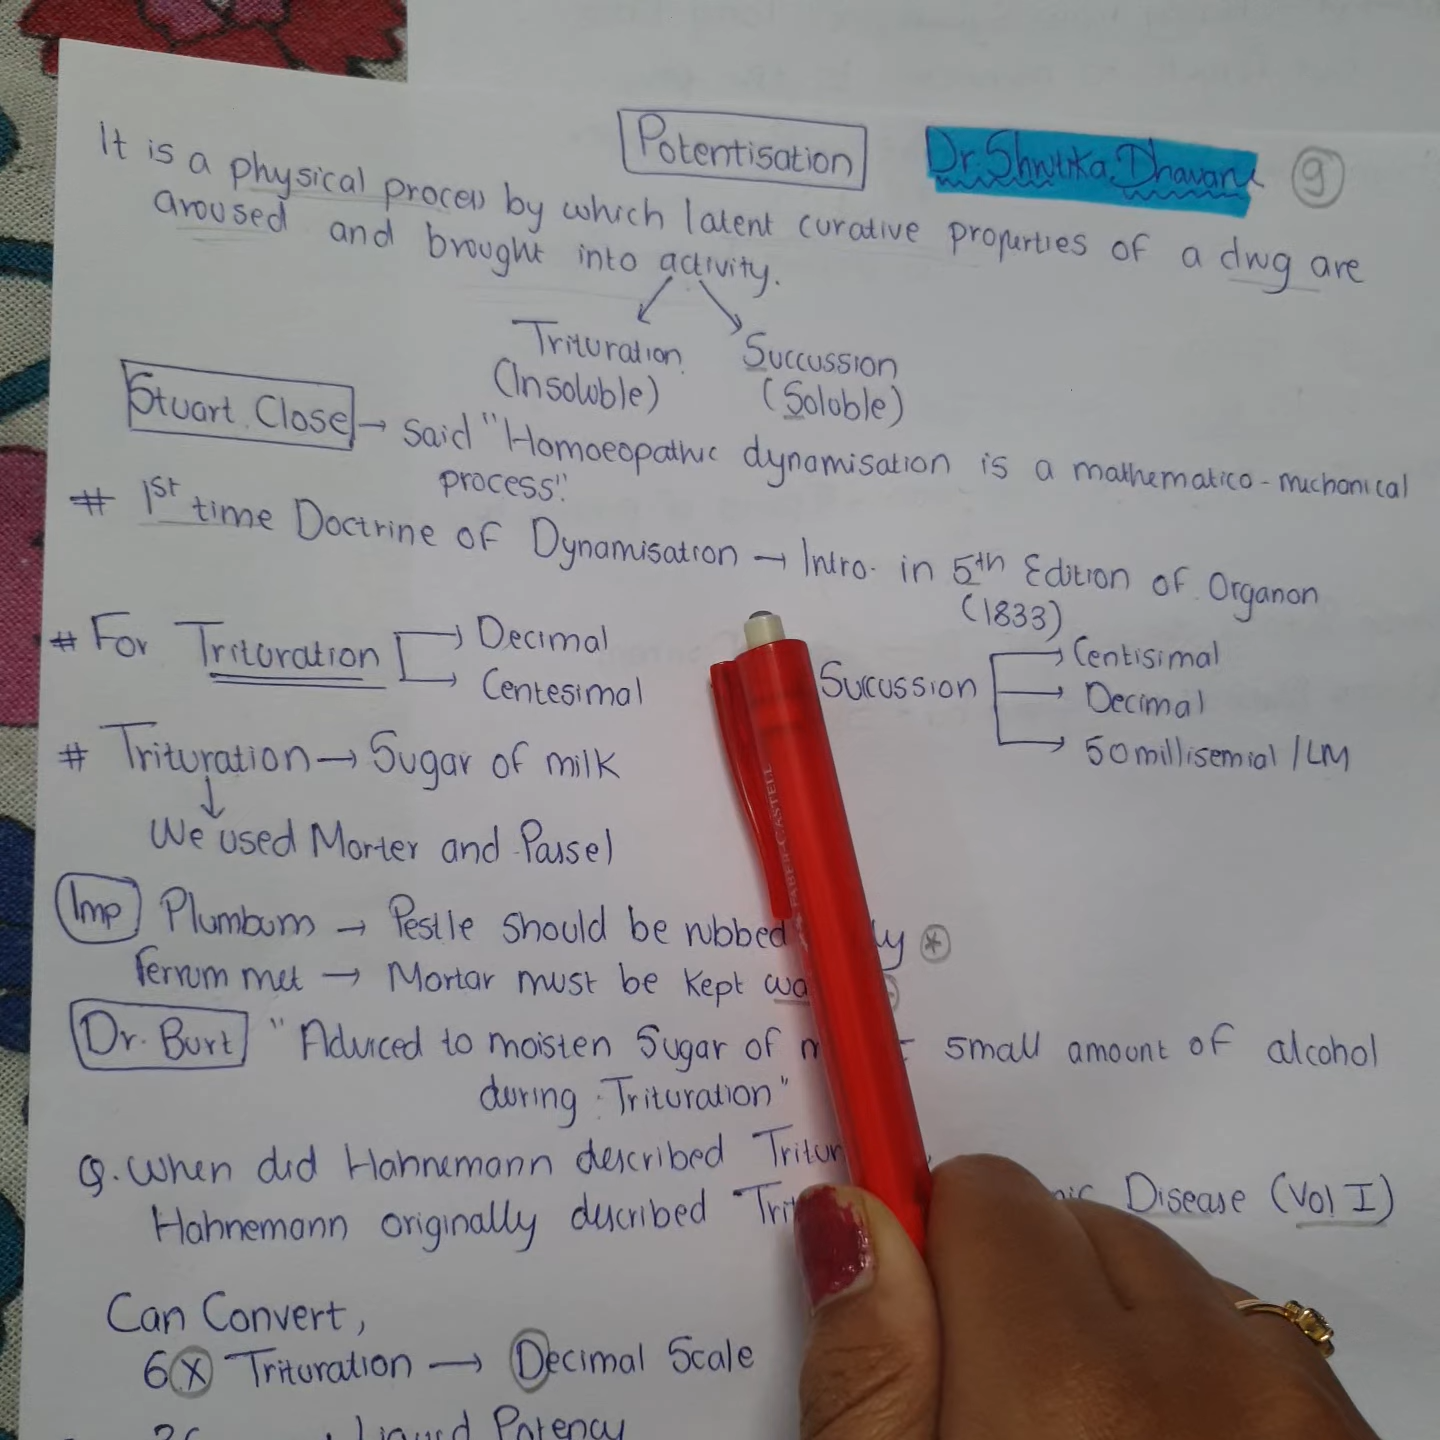 Potentisation Dr. Shrutika Dhavane 9
It is a physical process by which latent curative properties of a drug are
aroused and brought into activity.
Trituration Succussion
(Insoluble) (Soluble)
Stuart Close → said "Homoeopathic dynamisation is a mathematico-mechanical
process".
# 1st time Doctrine of Dynamisation → Intro. in 5th Edition of Organon
(1833)
# For Trituration Decimal
Centesimal
Succussion Centisimal
Decimal
50 millisemial / LM
# Trituration → Sugar of milk
We used Morter and Passel
Imp Plumbum → Pestle should be rubbed
Ferrum met → Mortar must be kept
Dr. Burt "Adviced to moisten Sugar of small amount of alcohol
during Trituration"
Q. When did Hahnemann described
Hahnemann originally described Disease (Vol I)
Can Convert,
6X Trituration → Decimal Scale
Liquid Potency
FABER-CASTELL